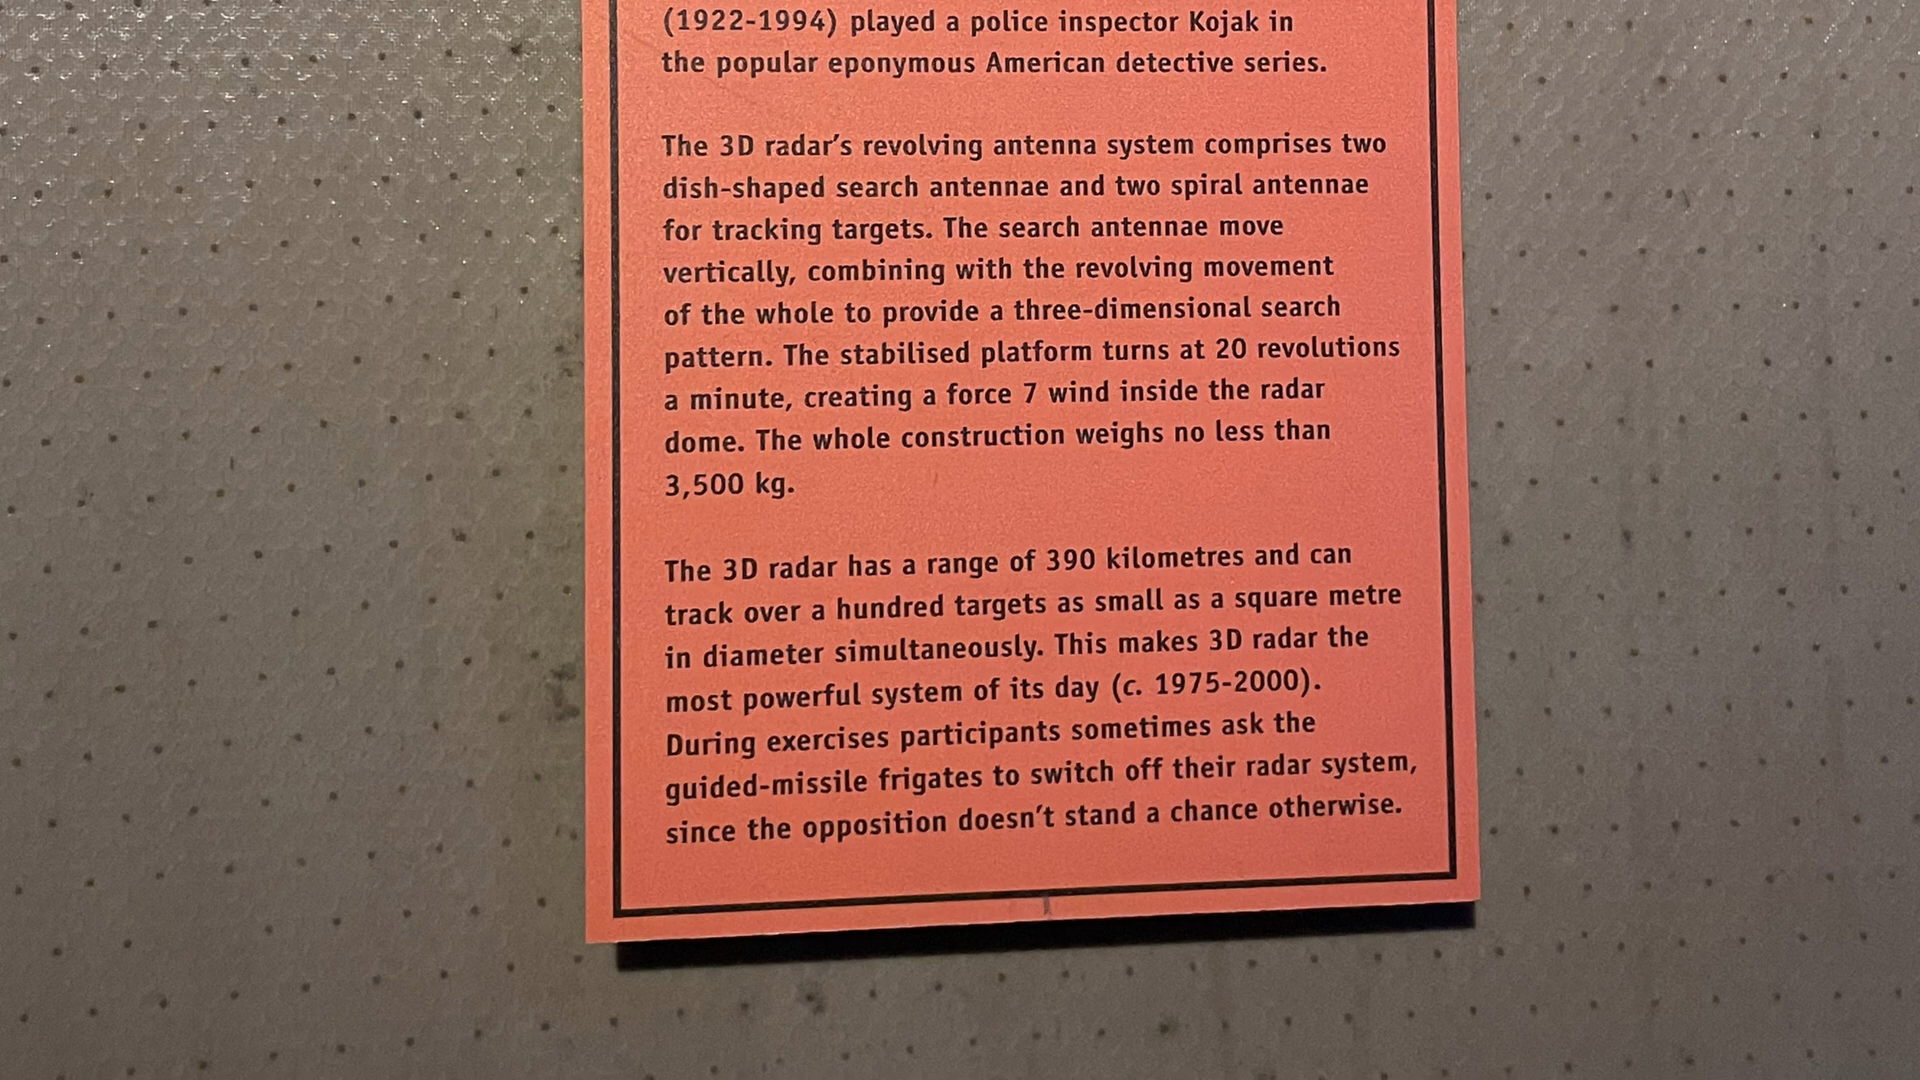 (1922-1994) played a police inspector Kojak in
the popular eponymous American detective series.
The 3D radar's revolving antenna system comprises two
dish-shaped search antennae and two spiral antennae
for tracking targets. The search antennae move
vertically, combining with the revolving movement
of the whole to provide a three-dimensional search
pattern. The stabilised platform turns at 20 revolutions
a minute, creating a force 7 wind inside the radar
dome. The whole construction weighs no less than
3,500 kg.
The 3D radar has a range of 390 kilometres and can
track over a hundred targets as small as a square metre
in diameter simultaneously. This makes 3D radar the
most powerful system of its day (c. 1975-2000).
During exercises participants sometimes ask the
guided-missile frigates to switch off their radar system,
since the opposition doesn't stand a chance otherwise.